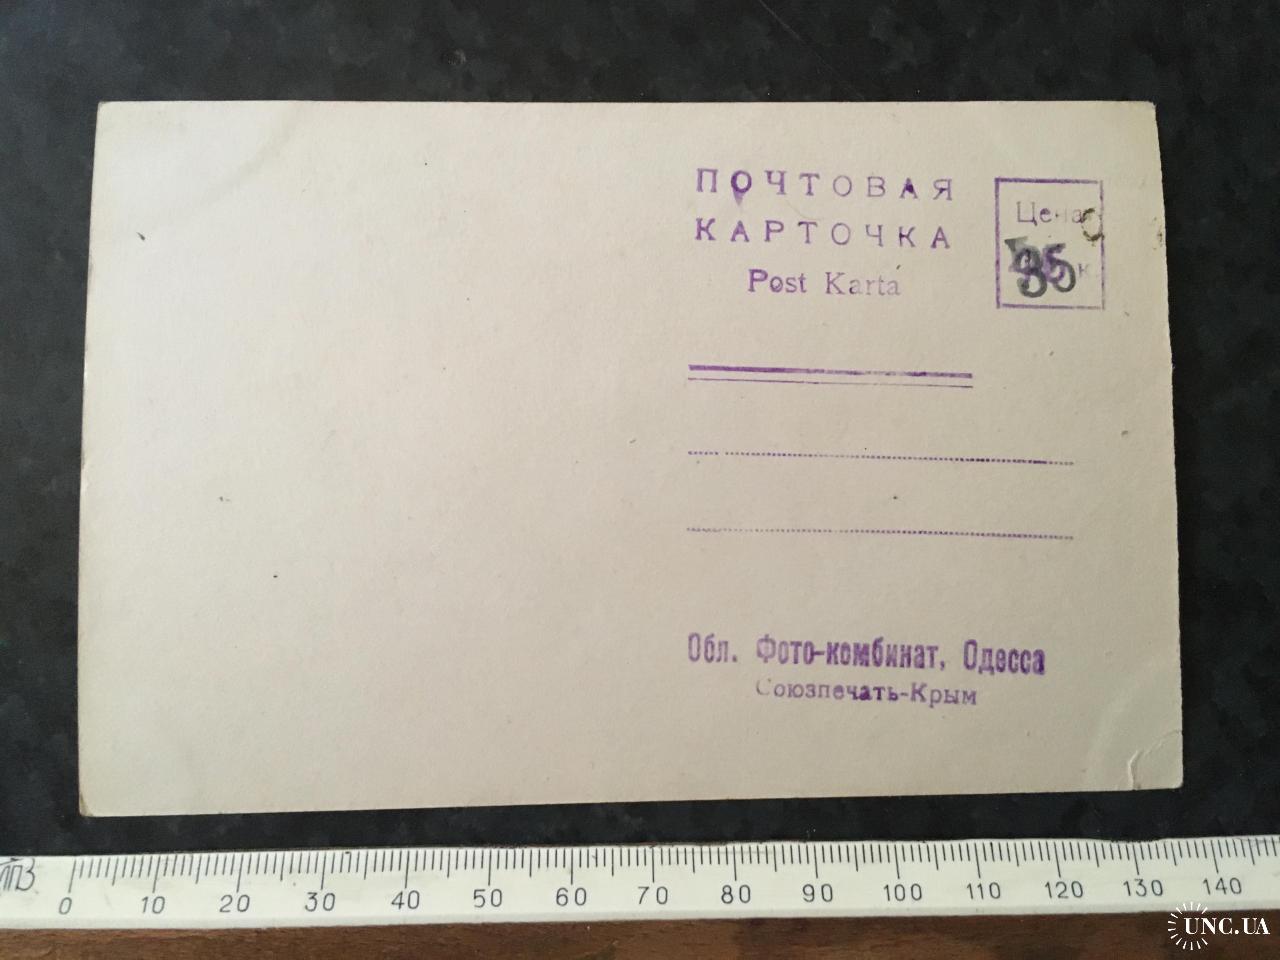 ПОЧТОВАЯ
КАРТОЧКА
Post Karta
Цена
35 к.
Обл. Фото-комбинат, Одесса
Союзпечать-Крым
0 10 20 30 40 50 60 70 80 90 100 110 120 130 140
UNC.UA